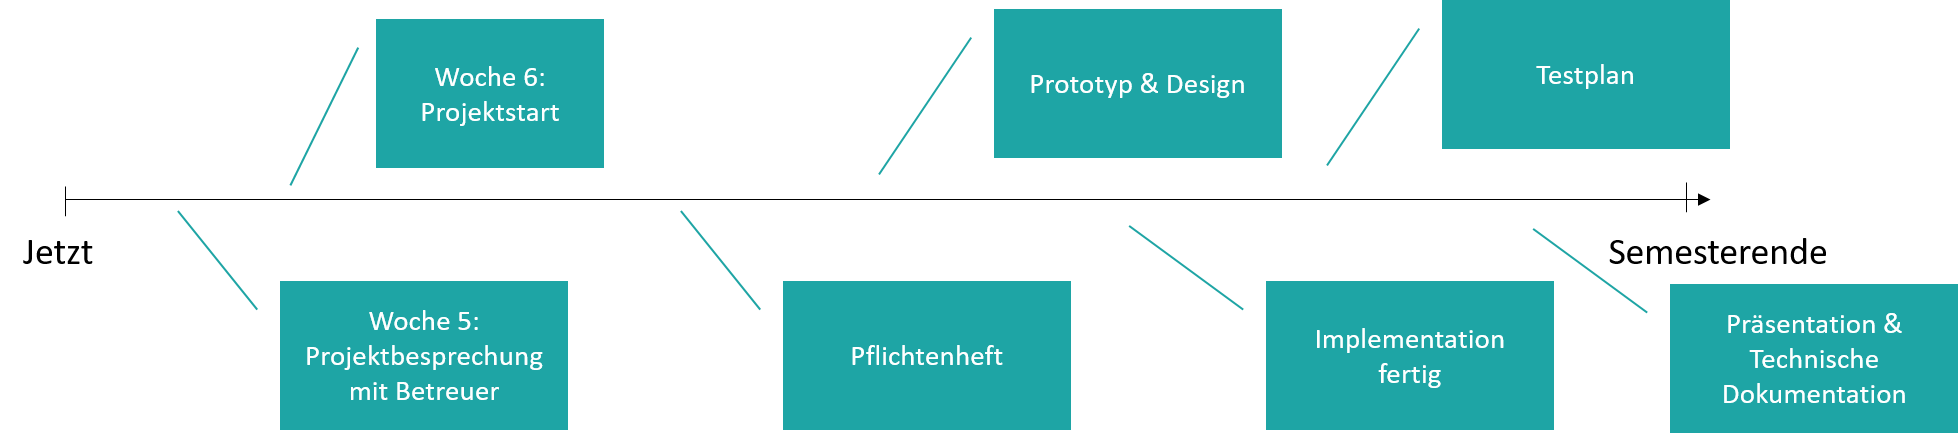 Woche 6:
Projektstart
Prototyp & Design
Testplan
Jetzt
Semesterende
Woche 5:
Projektbesprechung
mit Betreuer
Pflichtenheft
Implementation
fertig
Präsentation &
Technische
Dokumentation